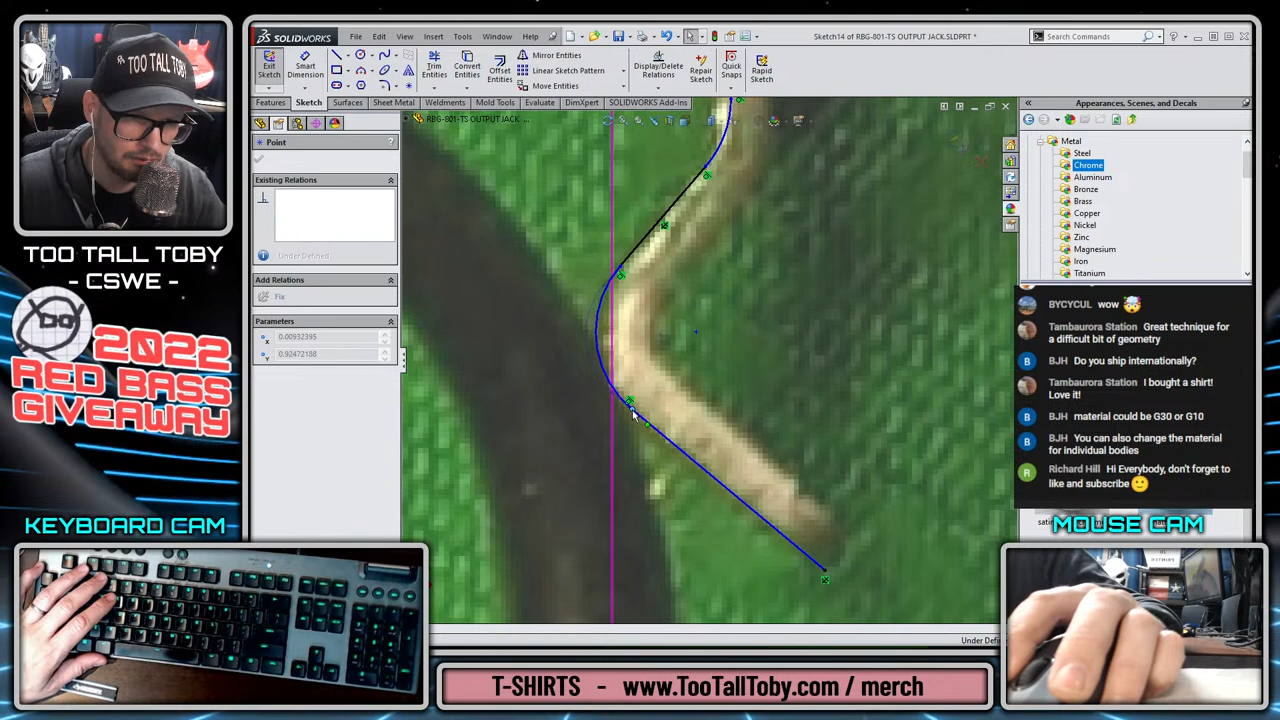 TOO TALL TOBY
TOO TALL TOBY
- CSWE -
2022
RED BASS
GIVEAWAY
KEYBOARD CAM
SOLIDWORKS
File Edit View Insert Tools Window Help
Sketch14 of RBG-801-TS OUTPUT JACK.SLDPRT *
Search Commands
Exit Sketch
Smart Dimension
Trim Entities
Convert Entities
Offset Entities
Mirror Entities
Linear Sketch Pattern
Move Entities
Display/Delete Relations
Repair Sketch
Quick Snaps
Rapid Sketch
Features Sketch Surfaces Sheet Metal Weldments Mold Tools Evaluate DimXpert SOLIDWORKS Add-Ins
RBG-801-TS OUTPUT JACK ...
Point
?
Existing Relations
Under Defined
Add Relations
Fix
Parameters
0.00932395
0.92472188
Under Defi
Appearances, Scenes, and Decals
Metal
Steel
Chrome
Aluminum
Bronze
Brass
Copper
Nickel
Zinc
Magnesium
Iron
Titanium
BYCYCUL wow
Tambaurora Station Great technique for
a difficult bit of geometry
B BJH Do you ship internationally?
Tambaurora Station I bought a shirt!
Love it!
B BJH material could be G30 or G10
B BJH You can also change the material
for individual bodies
R Richard Hill Hi Everybody, don't forget to
like and subscribe
MOUSE CAM
T-SHIRTS - www.TooTallToby.com / merch